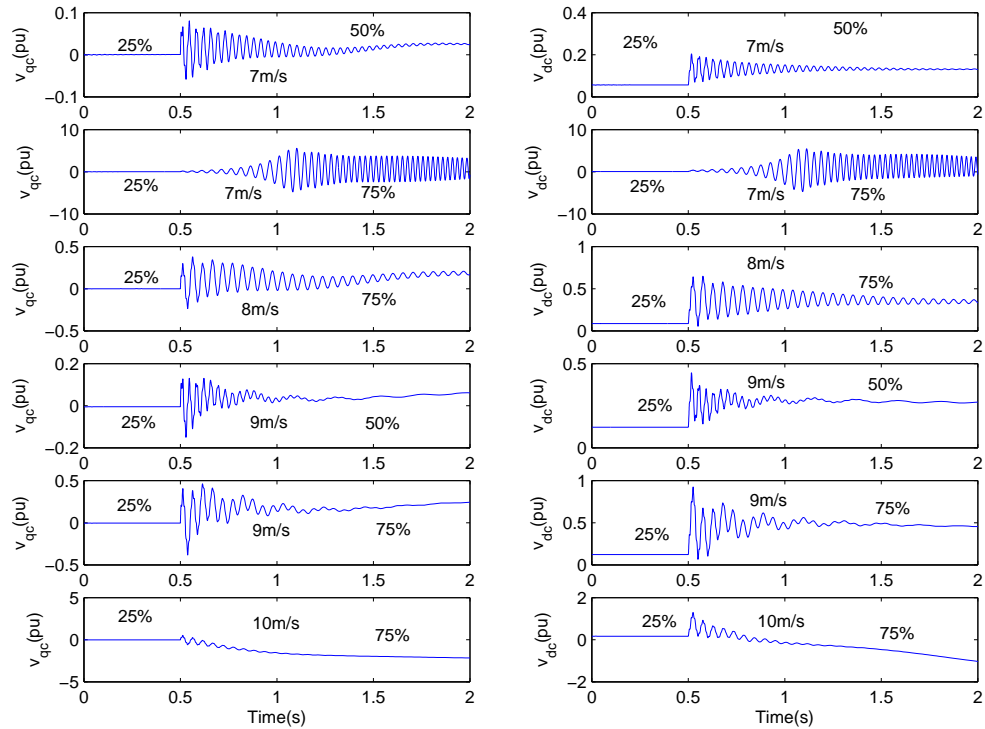 0.1
0
−0.1
v_qc(pu)
25%
7m/s
50%
0 0.5 1 1.5 2
0.4
0.2
0
v_dc(pu)
25%
7m/s
50%
0 0.5 1 1.5 2
10
0
−10
v_qc(pu)
25%
7m/s
75%
0 0.5 1 1.5 2
10
0
−10
v_dc(pu)
25%
7m/s
75%
0 0.5 1 1.5 2
0.5
0
−0.5
v_qc(pu)
25%
8m/s
75%
0 0.5 1 1.5 2
1
0.5
0
v_dc(pu)
25%
8m/s
75%
0 0.5 1 1.5 2
0.2
0
−0.2
v_qc(pu)
25%
9m/s
50%
0 0.5 1 1.5 2
0.5
0
v_dc(pu)
25%
9m/s
50%
0 0.5 1 1.5 2
0.5
0
−0.5
v_qc(pu)
25%
9m/s
75%
0 0.5 1 1.5 2
1
0.5
0
v_dc(pu)
25%
9m/s
75%
0 0.5 1 1.5 2
5
0
−5
v_qc(pu)
25%
10m/s
75%
0 0.5 1 1.5 2
Time(s)
2
0
−2
v_dc(pu)
25%
10m/s
75%
0 0.5 1 1.5 2
Time(s)